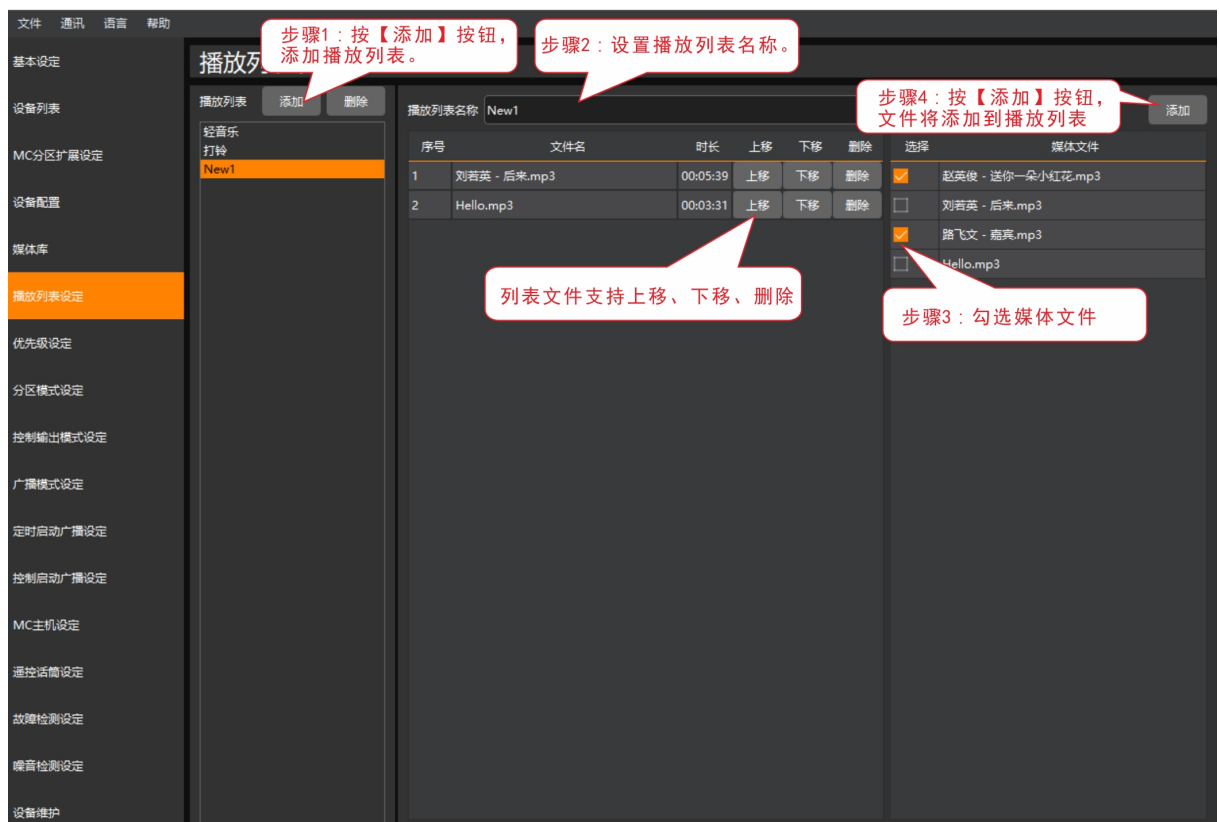 文件 通讯 语言 帮助
步骤1：按【添加】按钮，
添加播放列表。
步骤2：设置播放列表名称。
步骤4：按【添加】按钮，
文件将添加到播放列表
基本设定
设备列表
MC分区扩展设定
设备配置
媒体库
播放列表设定
优先级设定
分区模式设定
控制输出模式设定
广播模式设定
定时启动广播设定
控制启动广播设定
MC主机设定
遥控话筒设定
故障检测设定
噪音检测设定
设备维护
播放列
播放列表 添加 删除
轻音乐
打铃
New1
播放列表名称 New1
添加
序号 文件名 时长 上移 下移 删除
1 刘若英 - 后来.mp3 00:05:39 上移 下移 删除
2 Hello.mp3 00:03:31 上移 下移 删除
列表文件支持上移、下移、删除
选择 媒体文件
赵英俊 - 送你一朵小红花.mp3
刘若英 - 后来.mp3
路飞文 - 嘉宾.mp3
Hello.mp3
步骤3：勾选媒体文件